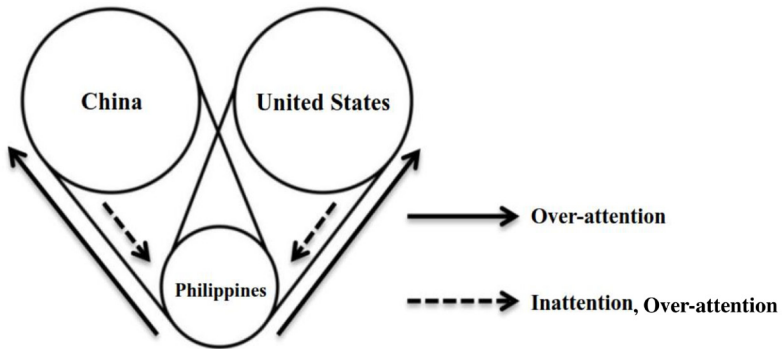 China
United States
Philippines
Over-attention
Inattention, Over-attention